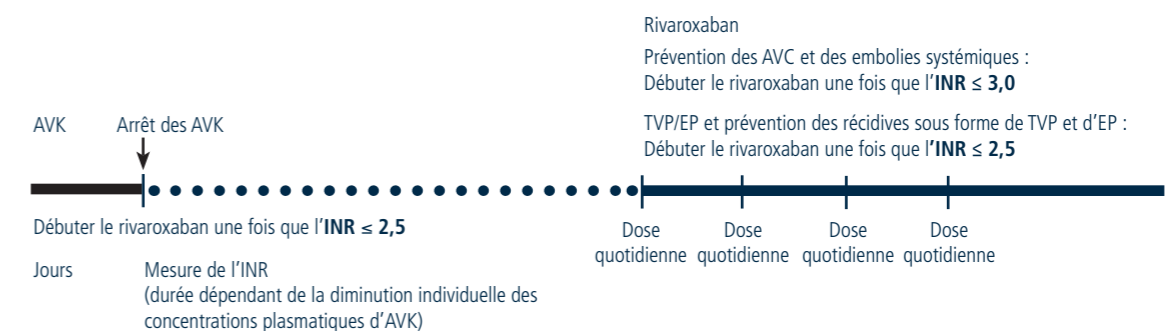 Rivaroxaban
Prévention des AVC et des embolies systémiques :
Débuter le rivaroxaban une fois que l’INR ≤ 3,0
TVP/EP et prévention des récidives sous forme de TVP et d’EP :
Débuter le rivaroxaban une fois que l’INR ≤ 2,5
AVK
Arrêt des AVK
Débuter le rivaroxaban une fois que l’INR ≤ 2,5
Dose
quotidienne
Dose
quotidienne
Dose
quotidienne
Dose
quotidienne
Jours
Mesure de l’INR
(durée dépendant de la diminution individuelle des
concentrations plasmatiques d’AVK)